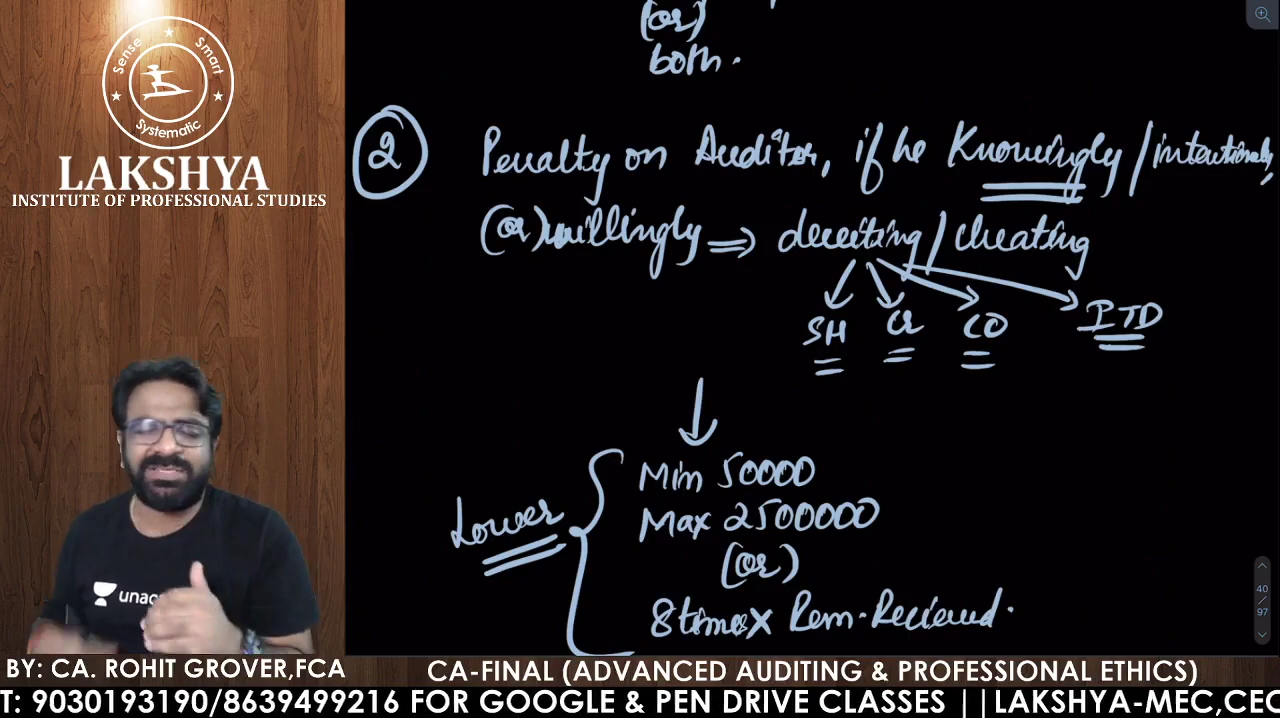 Sense
Smart
Systematic
LAKSHYA
INSTITUTE OF PROFESSIONAL STUDIES
(or)
both.
2 Penalty on Auditor, if he Knowingly / intentionally,
(or) willingly => deceiting / cheating
SH Cr CO ITD
Lower
Min 50000
Max 2500000
(or)
8 times X Rem. Recieved.
unac
40
97
BY: CA. ROHIT GROVER,FCA CA-FINAL (ADVANCED AUDITING & PROFESSIONAL ETHICS)
T: 9030193190/8639499216 FOR GOOGLE & PEN DRIVE CLASSES ||LAKSHYA-MEC,CEC